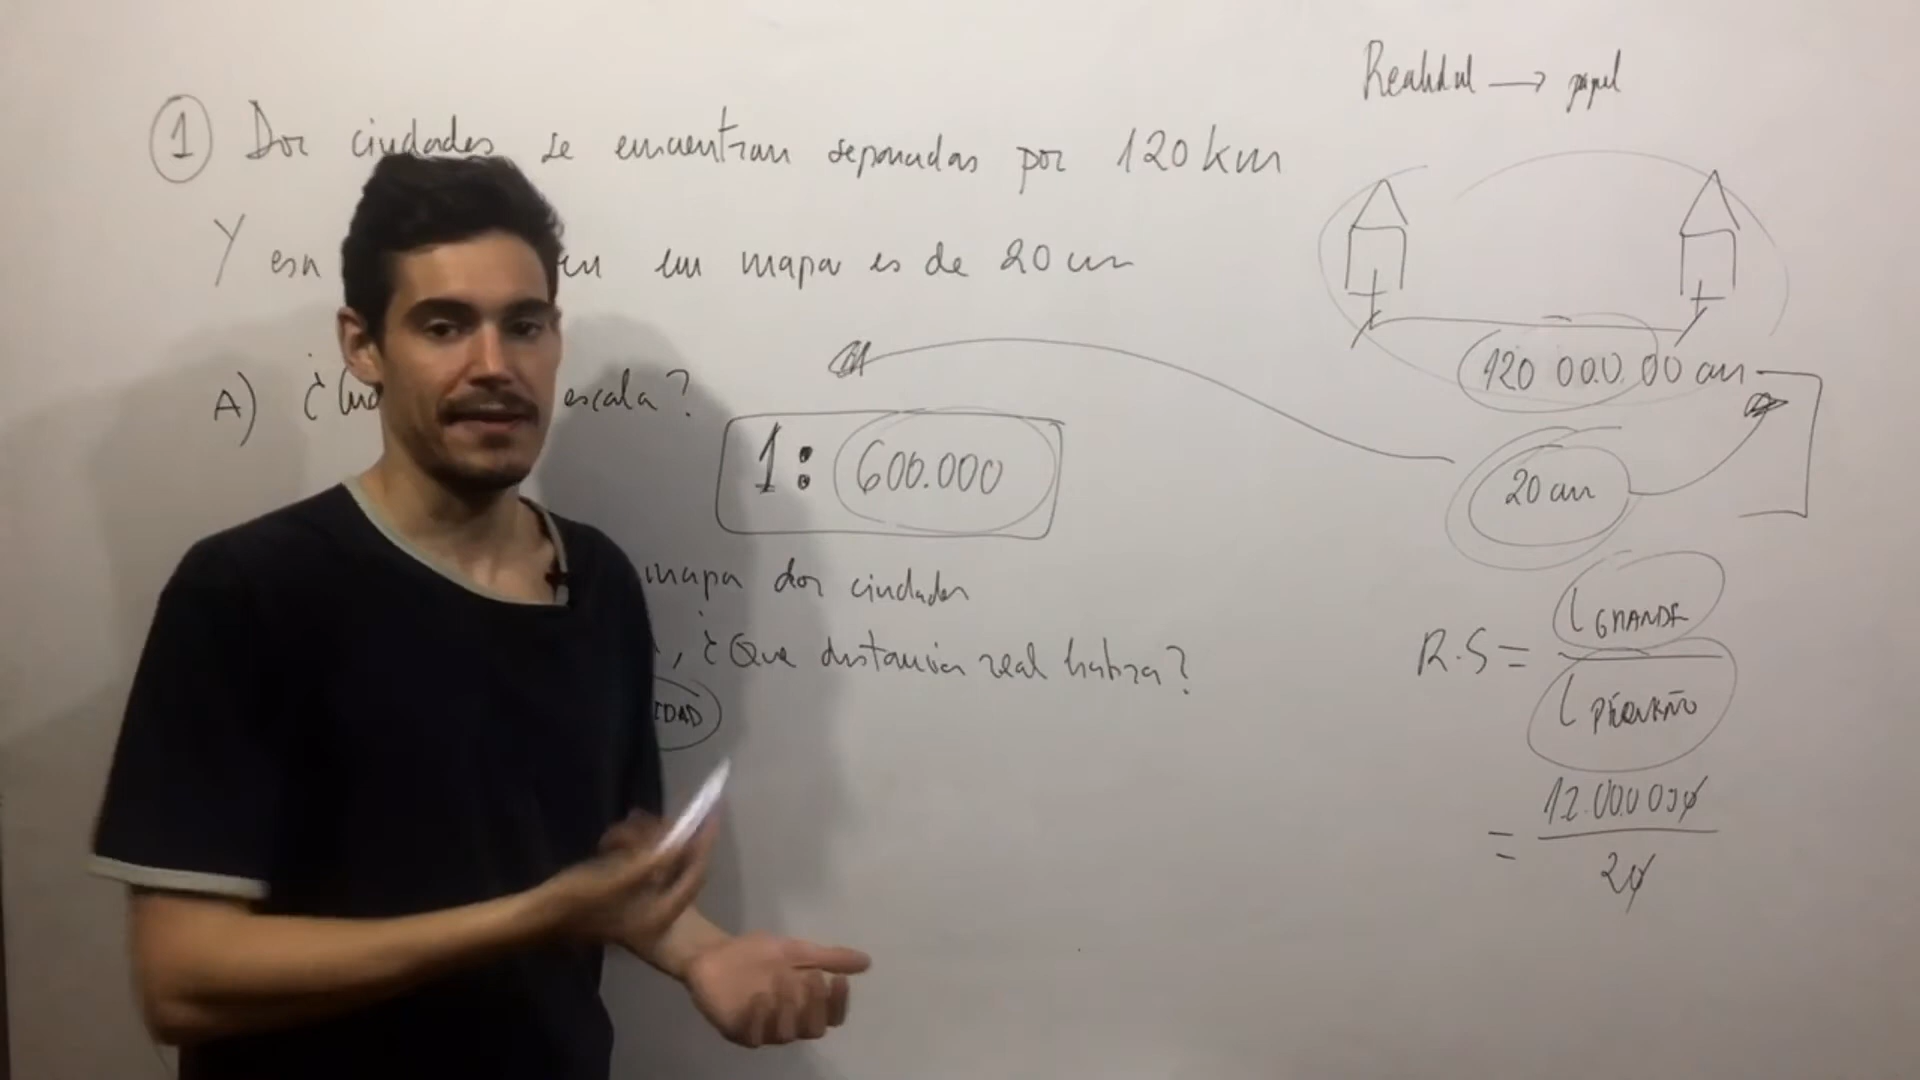 ① Dos ciudades se encuentran separadas por 120 km
Y esa en un mapa es de 20 cm
A) escala?
1: 600.000
mapa dos ciudades
, ¿Que distancia real habra?
IDAD
Realidad → papel
120 000.00 cm
20 cm
R.S = L GRANDE
L PEQUEÑO
= 12.000 000
20